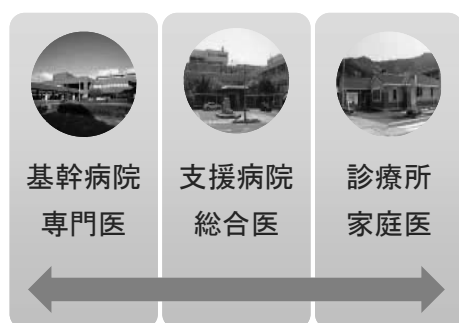 基幹病院
専門医
支援病院
総合医
診療所
家庭医